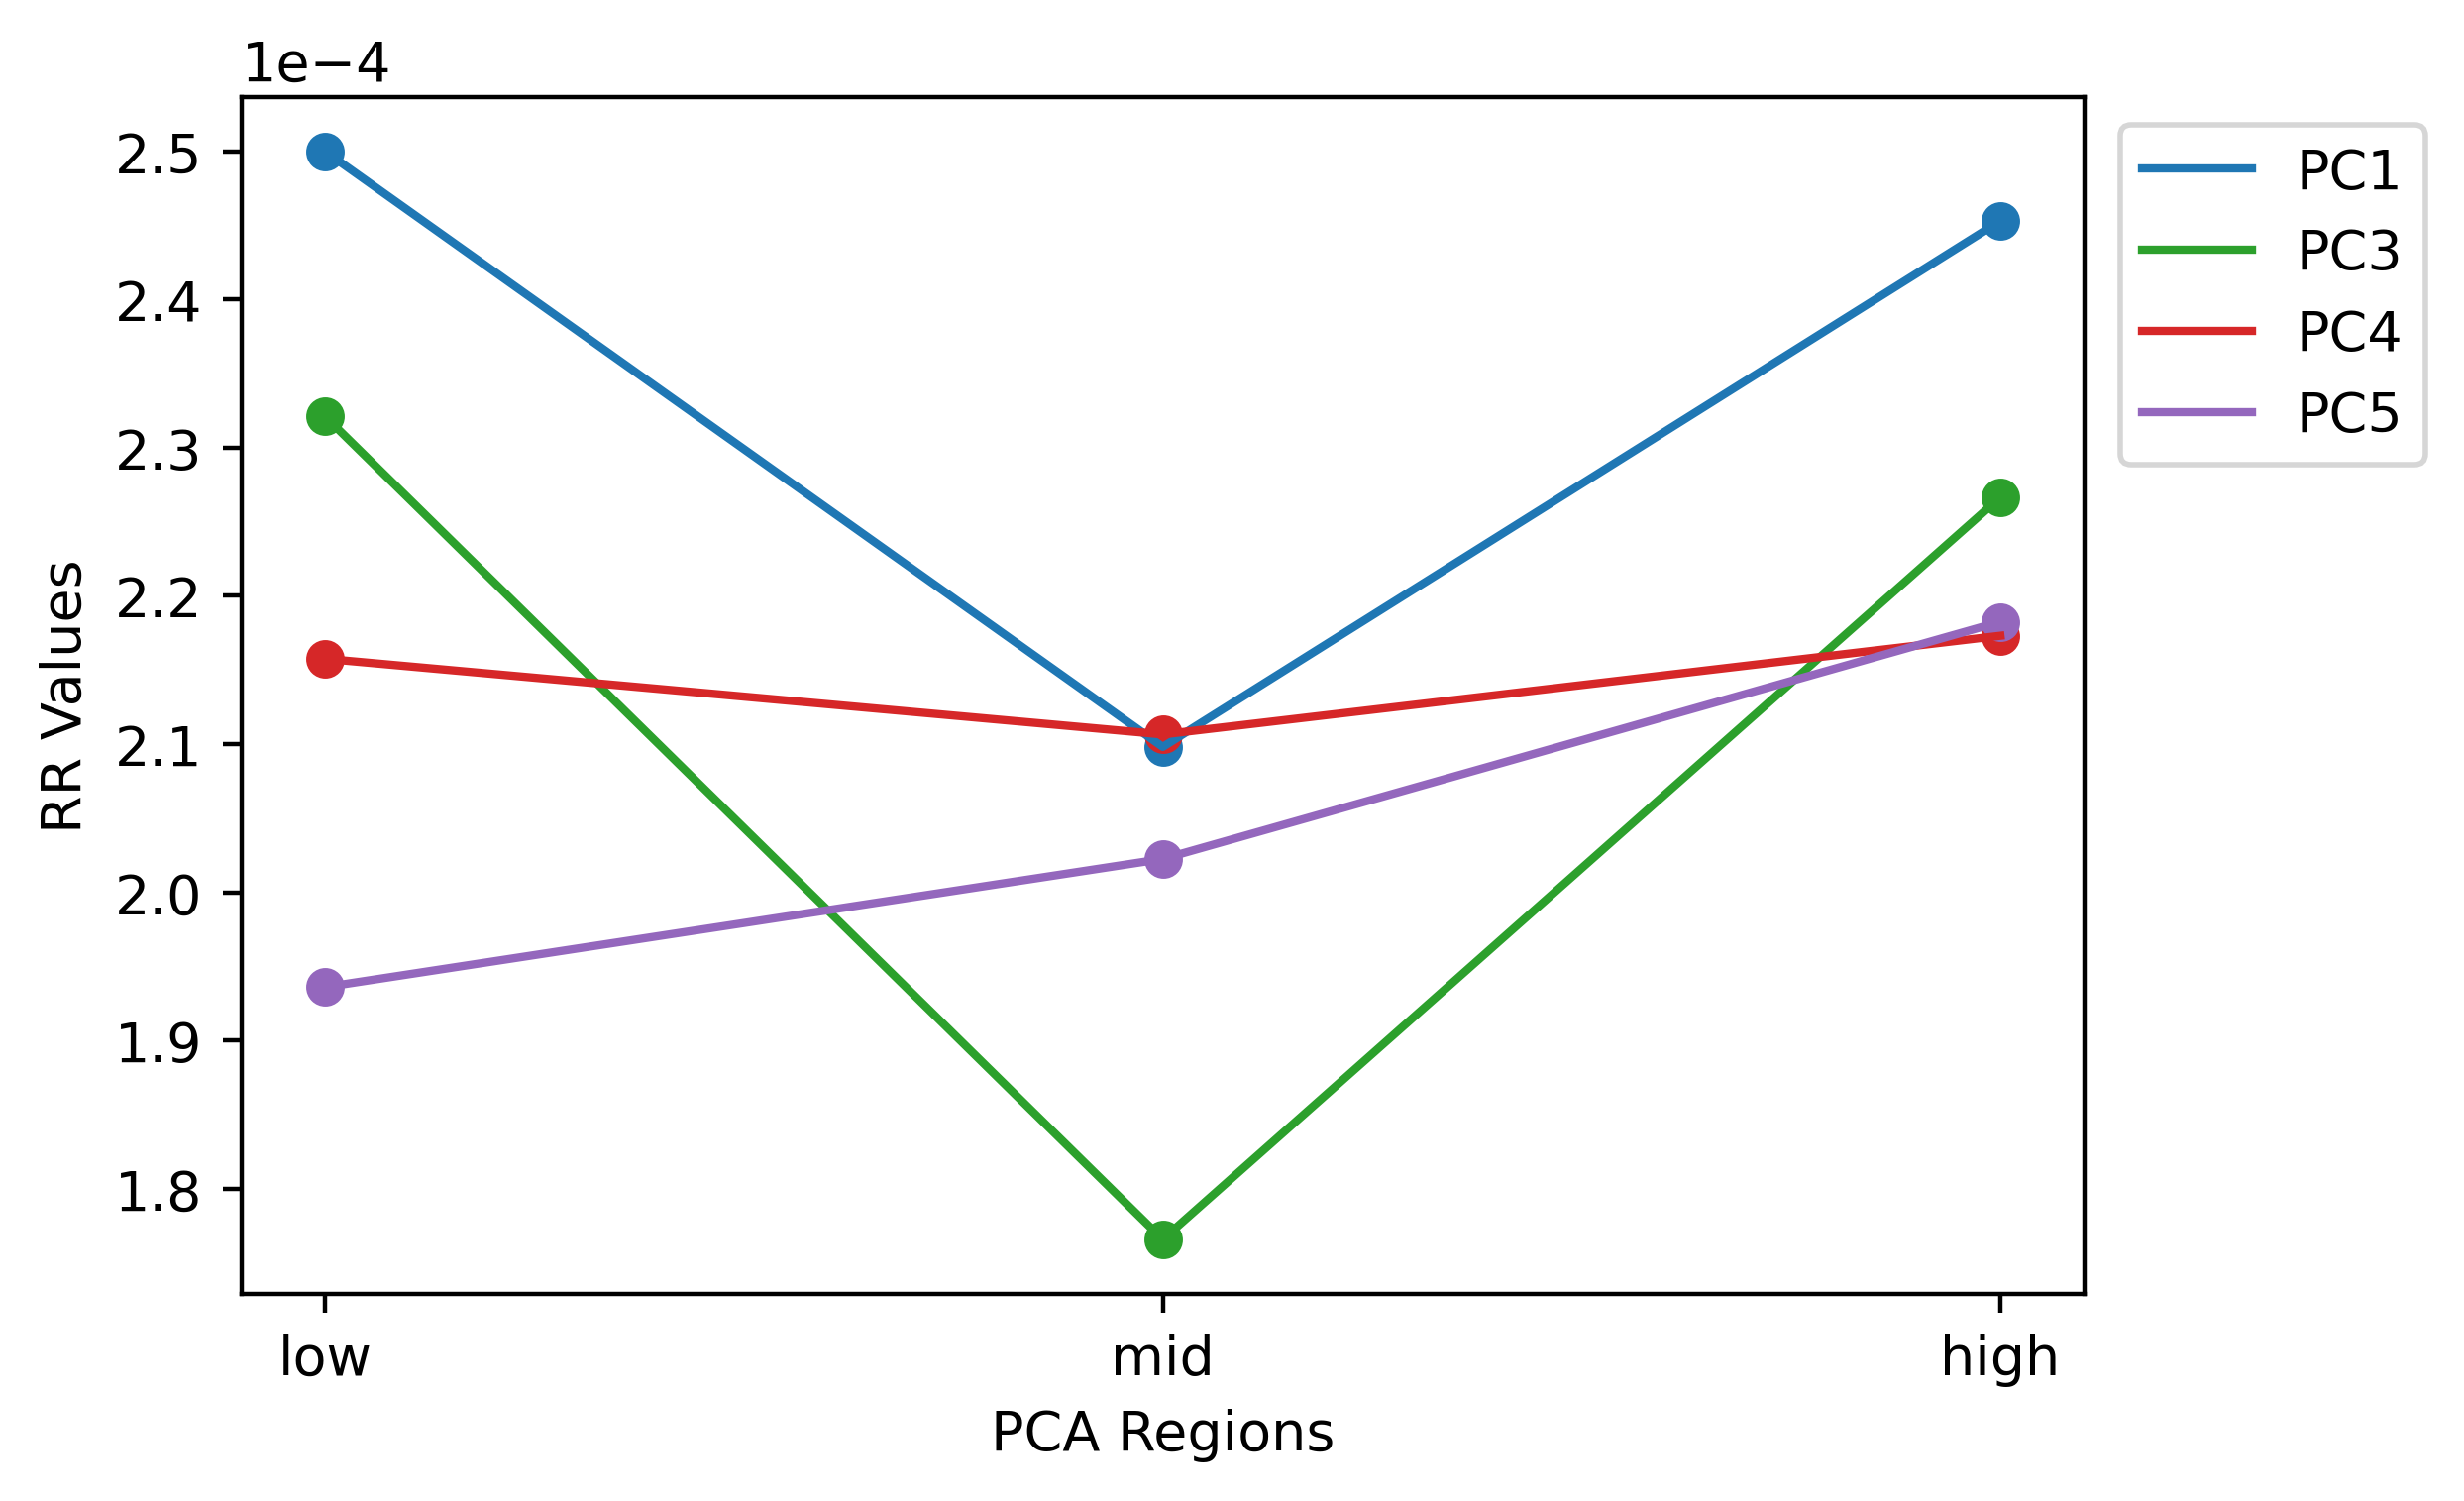 1e−4
2.5
2.4
2.3
2.2
2.1
2.0
1.9
1.8
RR Values
low
mid
high
PCA Regions
PC1
PC3
PC4
PC5